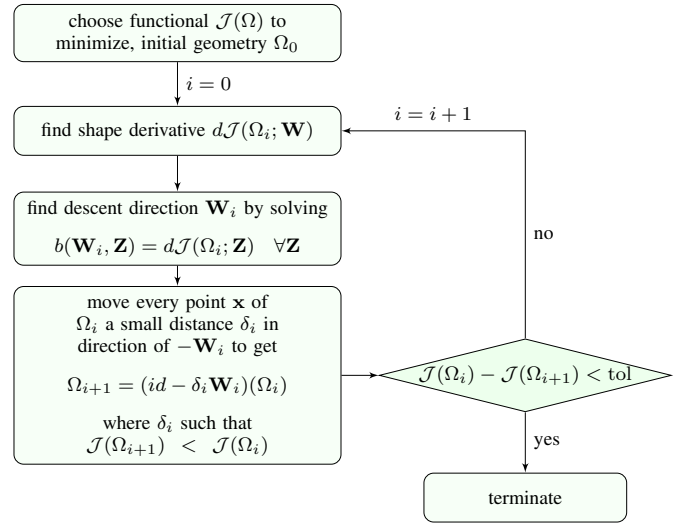 choose functional 𝒥(Ω) to
minimize, initial geometry Ω₀
i = 0
find shape derivative d𝒥(Ωᵢ; 𝐖)
i = i + 1
find descent direction 𝐖ᵢ by solving
b(𝐖ᵢ, 𝐙) = d𝒥(Ωᵢ; 𝐙) ∀𝐙
no
move every point 𝐱 of
Ωᵢ a small distance δᵢ in
direction of −𝐖ᵢ to get
Ωᵢ₊₁ = (id − δᵢ𝐖ᵢ)(Ωᵢ)
where δᵢ such that
𝒥(Ωᵢ₊₁) < 𝒥(Ωᵢ)
𝒥(Ωᵢ) − 𝒥(Ωᵢ₊₁) < tol
yes
terminate